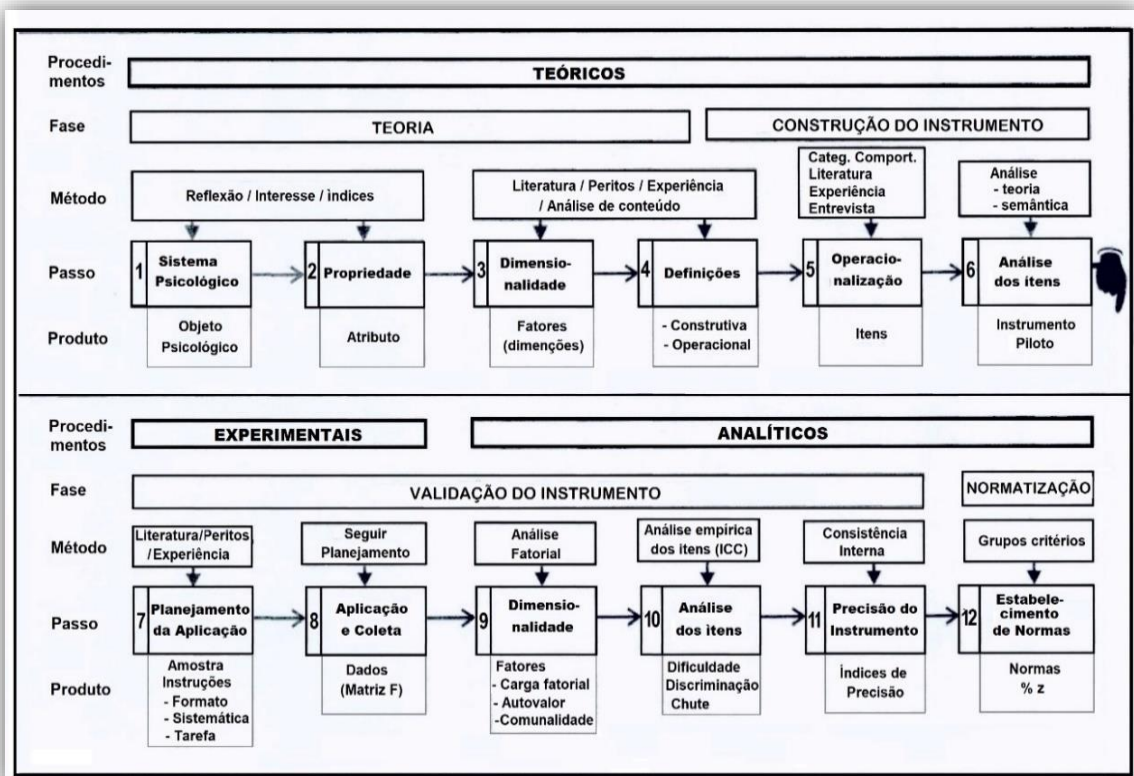 Procedi-
mentos
TEÓRICOS
Fase
TEORIA
CONSTRUÇÃO DO INSTRUMENTO
Método
Reflexão / Interesse / ìndices
Literatura / Peritos / Experiência
/ Análise de conteúdo
Categ. Comport.
Literatura
Experiência
Entrevista
Análise
- teoria
- semântica
Passo
1 Sistema
Psicológico
2 Propriedade
3 Dimensio-
nalidade
4 Definições
5 Operacio-
nalização
6 Análise
dos itens
Produto
Objeto
Psicológico
Atributo
Fatores
(dimenções)
- Construtiva
- Operacional
Itens
Instrumento
Piloto
Procedi-
mentos
EXPERIMENTAIS
ANALÍTICOS
Fase
VALIDAÇÃO DO INSTRUMENTO
NORMATIZAÇÃO
Método
Literatura/Peritos
/Experiência
Seguir
Planejamento
Análise
Fatorial
Análise empírica
dos itens (ICC)
Consistência
Interna
Grupos critérios
Passo
7 Planejamento
da Aplicação
8 Aplicação
e Coleta
9 Dimensio-
nalidade
10 Análise
dos itens
11 Precisão do
Instrumento
12 Estabele-
cimento
de Normas
Produto
Amostra
Instruções
- Formato
- Sistemática
- Tarefa
Dados
(Matriz F)
Fatores
- Carga fatorial
- Autovalor
-Comunalidade
Dificuldade
Discriminação
Chute
Índices de
Precisão
Normas
% z